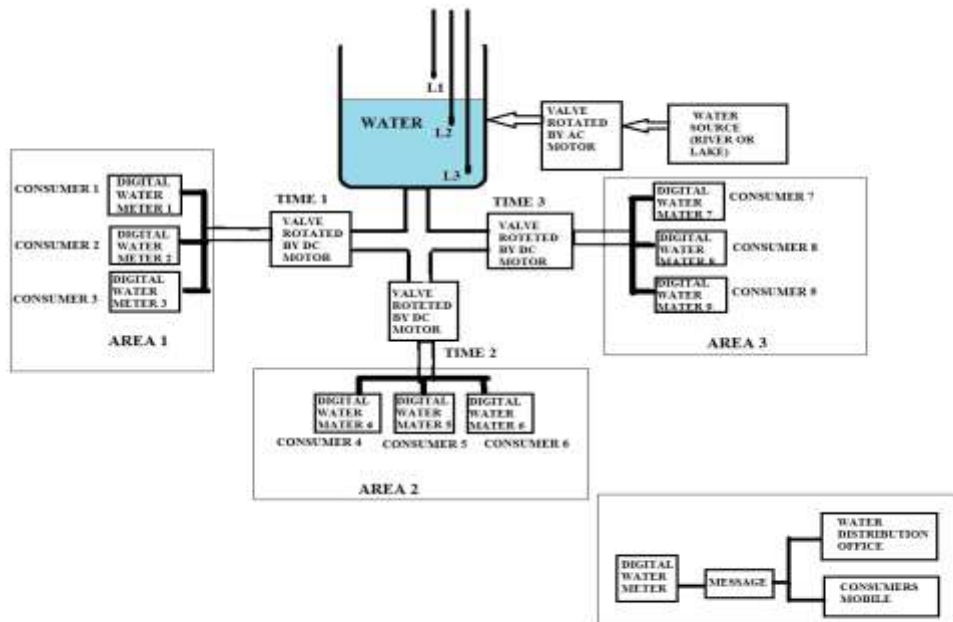 L1
WATER
L2
L3
VALVE
ROTATED
BY AC
MOTOR
WATER
SOURCE
(RIVER OR
LAKE)
CONSUMER 1
DIGITAL
WATER
METER 1
CONSUMER 2
DIGITAL
WATER
METER 2
CONSUMER 3
DIGITAL
WATER
METER 3
AREA 1
TIME 1
VALVE
ROTATED
BY DC
MOTOR
TIME 3
VALVE
ROTETED
BY DC
MOTOR
DIGITAL
WATER
MATER 7
CONSUMER 7
DIGITAL
WATER
MATER 8
CONSUMER 8
DIGITAL
WATER
MATER 9
CONSUMER 9
AREA 3
VALVE
ROTETED
BY DC
MOTOR
TIME 2
DIGITAL
WATER
MATER 4
CONSUMER 4
DIGITAL
WATER
MATER 5
CONSUMER 5
DIGITAL
WATER
MATER 6
CONSUMER 6
AREA 2
DIGITAL
WATER
METER
MESSAGE
WATER
DISTRIBUTION
OFFICE
CONSUMERS
MOBILE